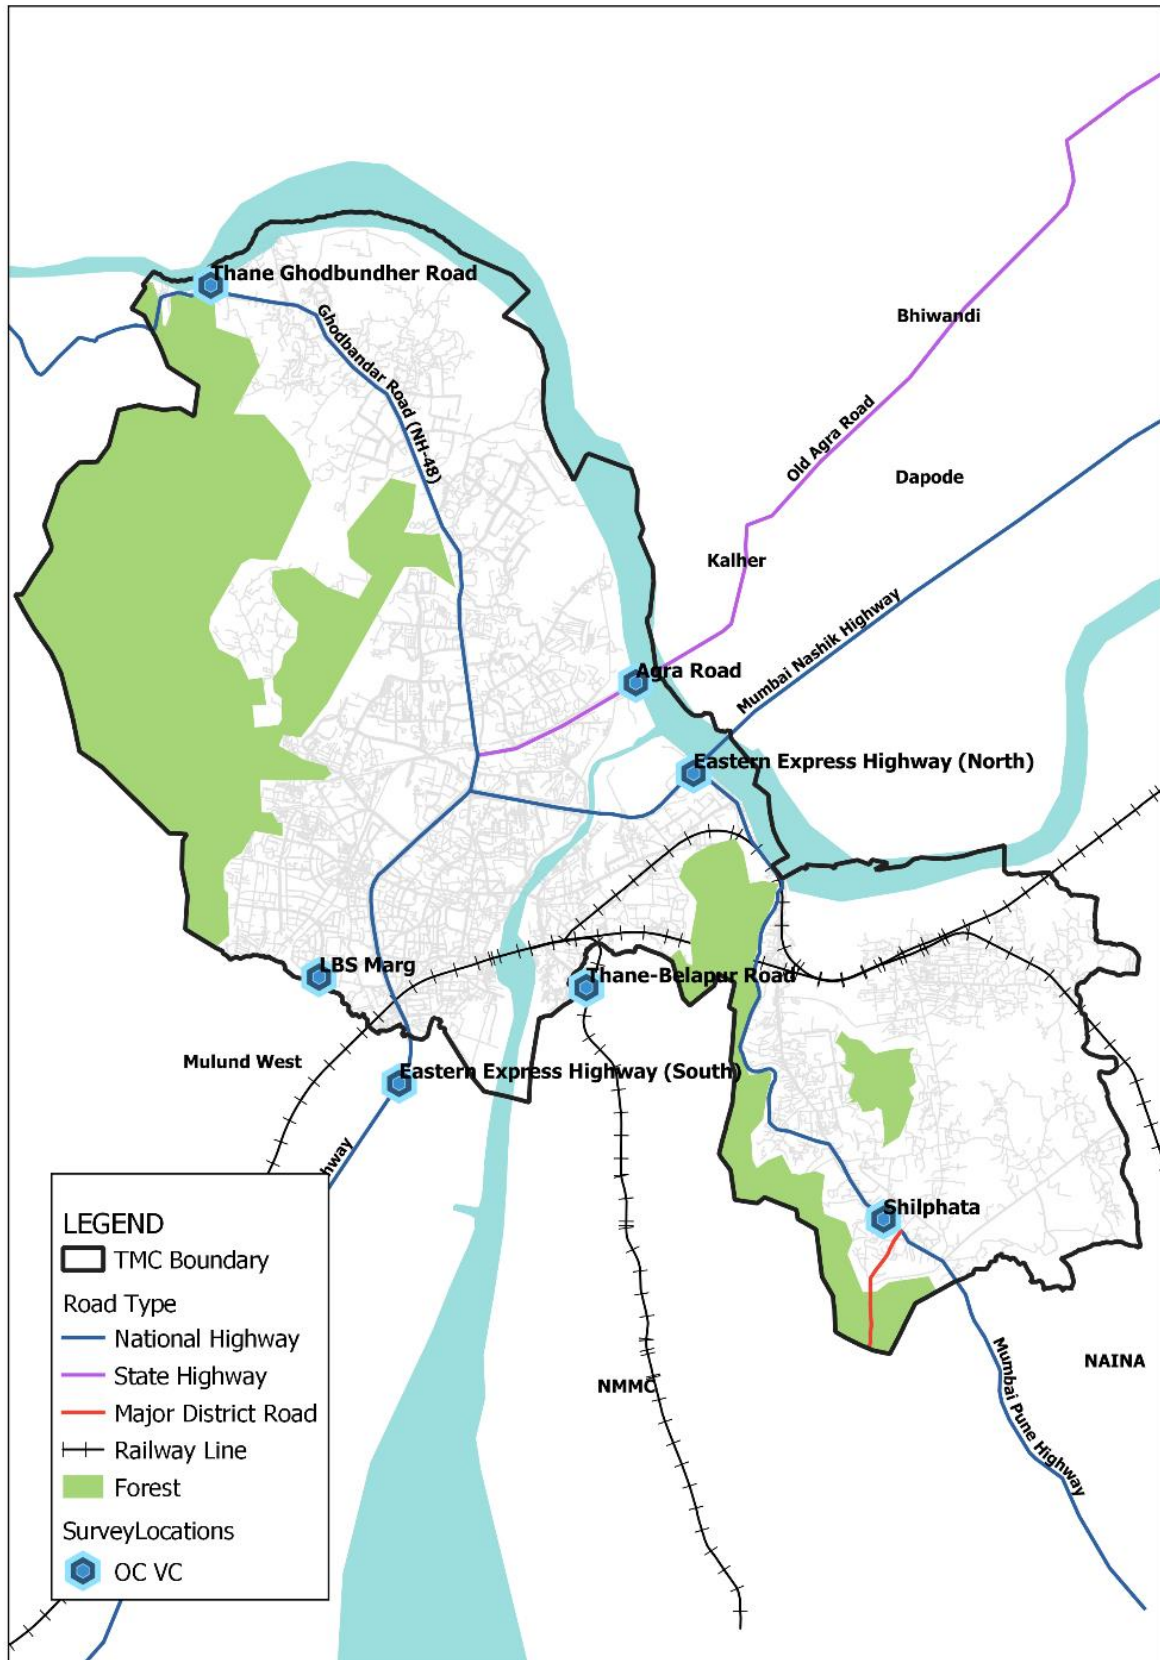 Thane Ghodbundher Road
Ghodbandar Road (NH-48)
Bhiwandi
Old Agra Road
Dapode
Kalher
Mumbai Nashik Highway
Agra Road
Eastern Express Highway (North)
LBS Marg
Thane-Belapur Road
Mulund West
Eastern Express Highway (South)
hway
Shilphata
NAINA
NMMC
Mumbai Pune Highway
LEGEND
TMC Boundary
Road Type
National Highway
State Highway
Major District Road
Railway Line
Forest
SurveyLocations
OC VC